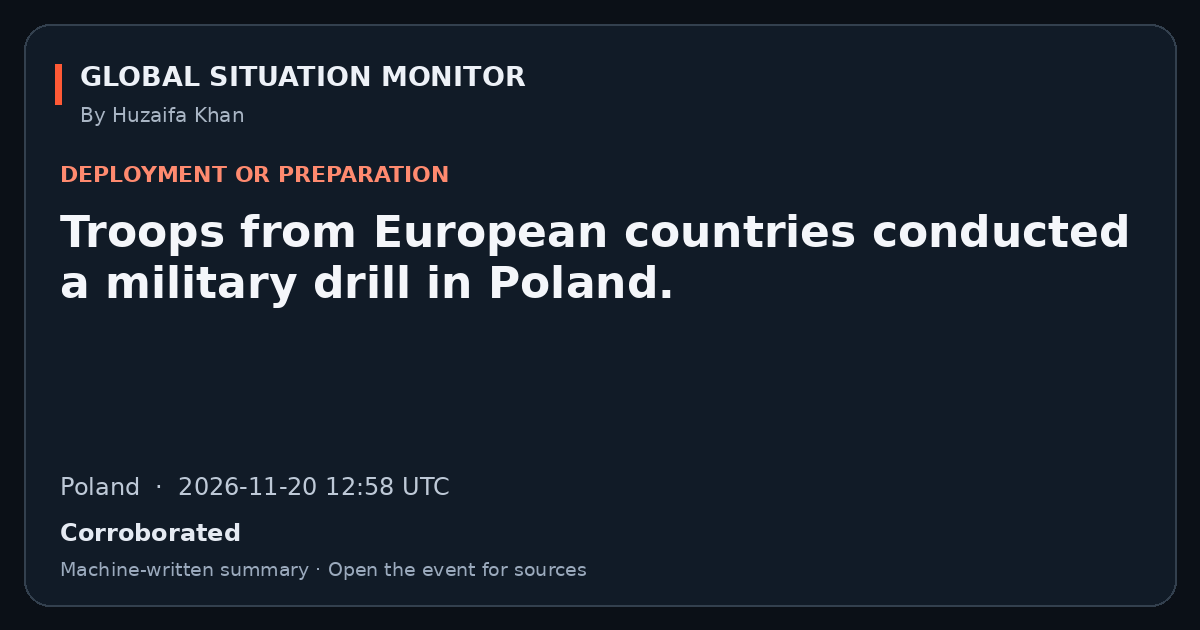 GLOBAL SITUATION MONITOR
By Huzaifa Khan
DEPLOYMENT OR PREPARATION
Troops from European countries conducted
a military drill in Poland.
Poland · 2026-11-20 12:58 UTC
Corroborated
Machine-written summary · Open the event for sources